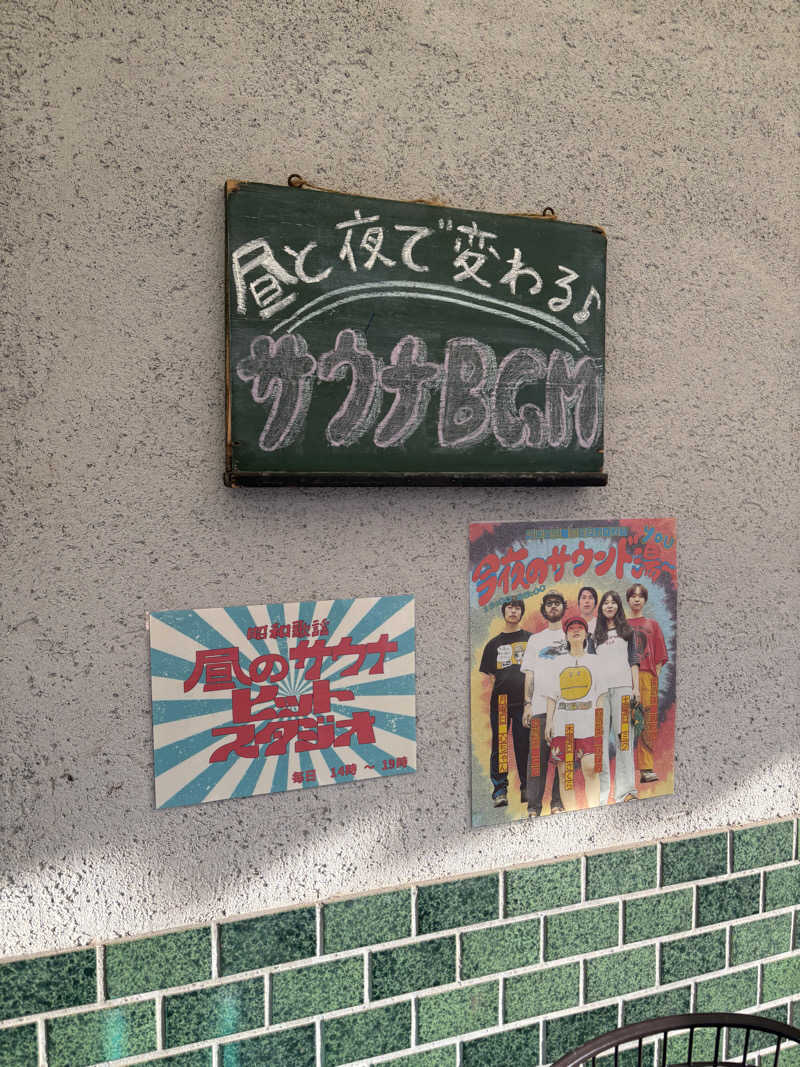 昼と夜で変わる♪
サウナBGM
今夜のサウンド湯
YOU
昭和歌謡
昼のサウナ
ヒット
スタジオ
毎日 14時 ～ 19時